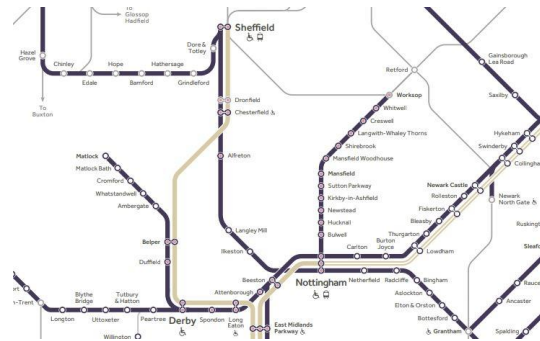 To
Glossop
Hadfield
Sheffield
Hazel
Grove
Chinley
Hope
Hathersage
Dore &
Totley
Edale
Bamford
Grindleford
To
Buxton
Gainsborough
Lea Road
Retford
Saxilby
Worksop
Whitwell
Creswell
Langwith-Whaley Thorns
Shirebrook
Mansfield Woodhouse
Mansfield
Sutton Parkway
Kirkby-in-Ashfield
Newstead
Hucknall
Bulwell
Dronfield
Chesterfield
Alfreton
Langley Mill
Ilkeston
Matlock
Matlock Bath
Cromford
Whatstandwell
Ambergate
Belper
Duffield
Hykeham
Swinderby
Collingha
Newark Castle
Rolleston
Fiskerton
Bleasby
Thurgarton
Lowdham
Newark
North Gate
Burton
Joyce
Carlton
Nottingham
Netherfield
Radcliffe
Bingham
Aslockton
Elton & Orston
Bottesford
Grantham
Ruskingt
Sleafo
Rauce
Ancaster
Spalding
Beeston
Attenborough
East Midlands
Parkway
Long
Eaton
Spondon
Derby
Peartree
Tutbury
& Hatton
Uttoxeter
Blythe
Bridge
Longton
Willington
rt
-Trent